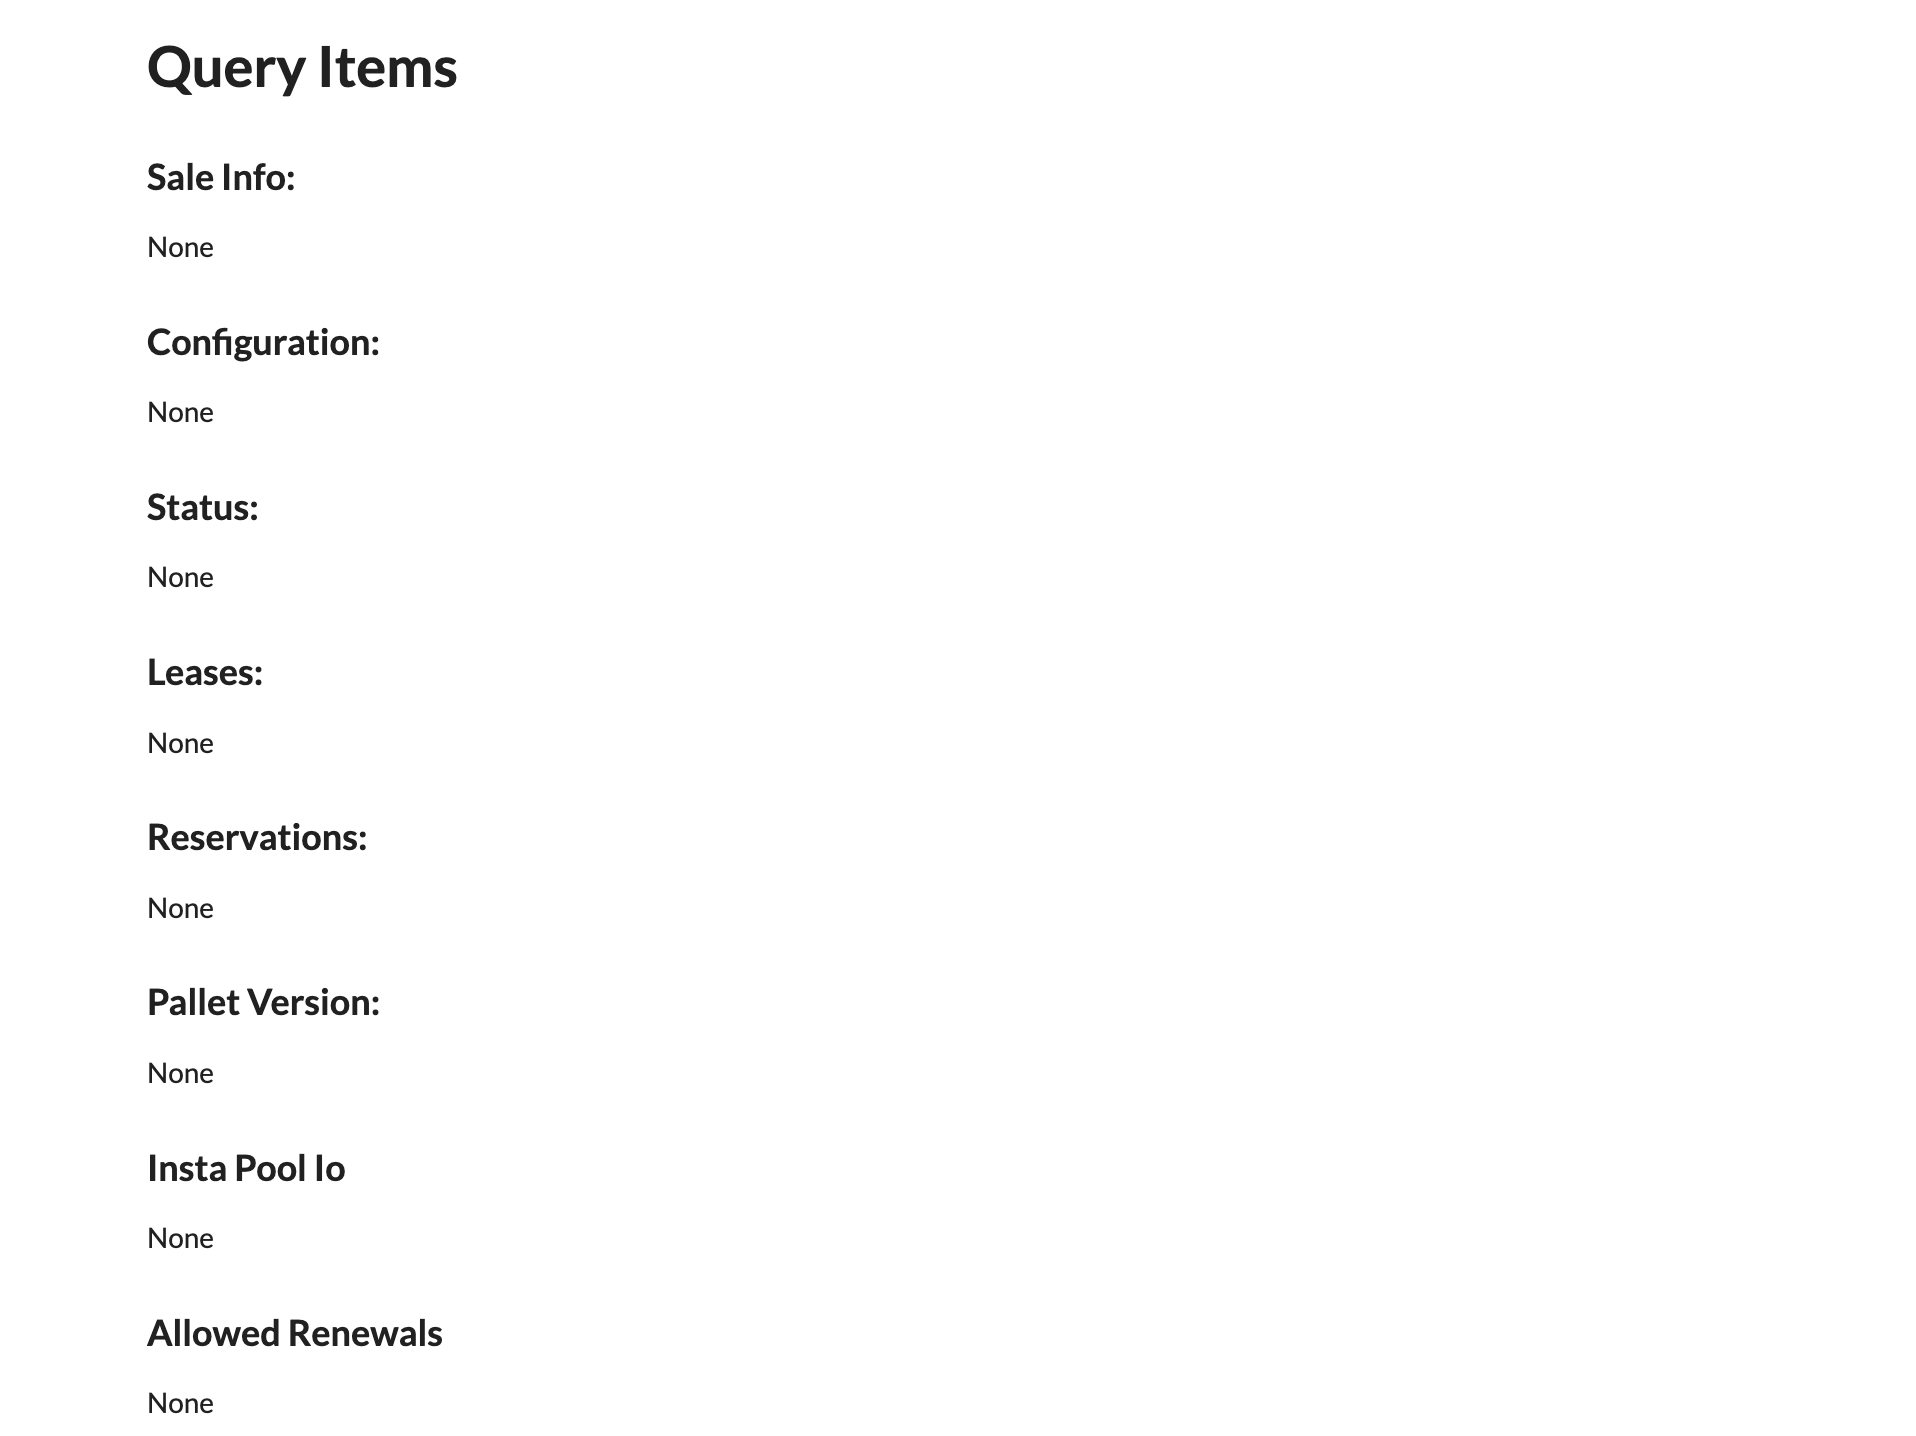 Query Items
Sale Info:
None
Configuration:
None
Status:
None
Leases:
None
Reservations:
None
Pallet Version:
None
Insta Pool Io
None
Allowed Renewals
None